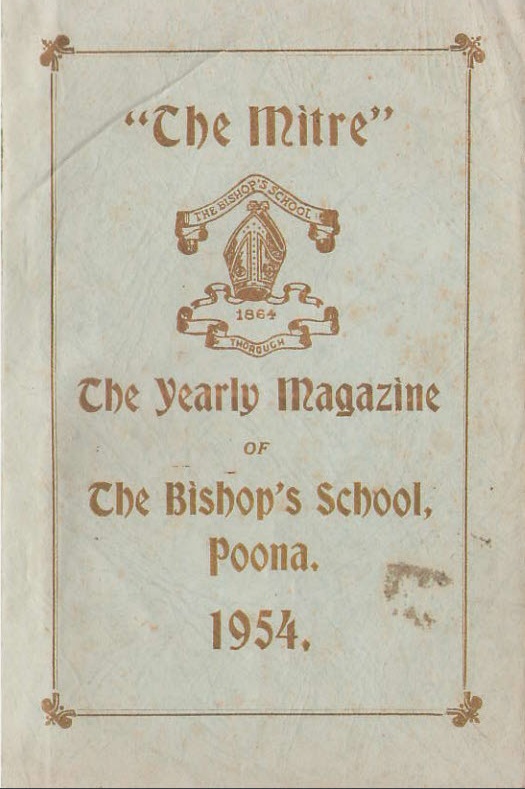 “The Mitre”
THE BISHOP'S SCHOOL
1864
THOROUGH
The Yearly Magazine
OF
The Bishop's School,
Poona.
1954.